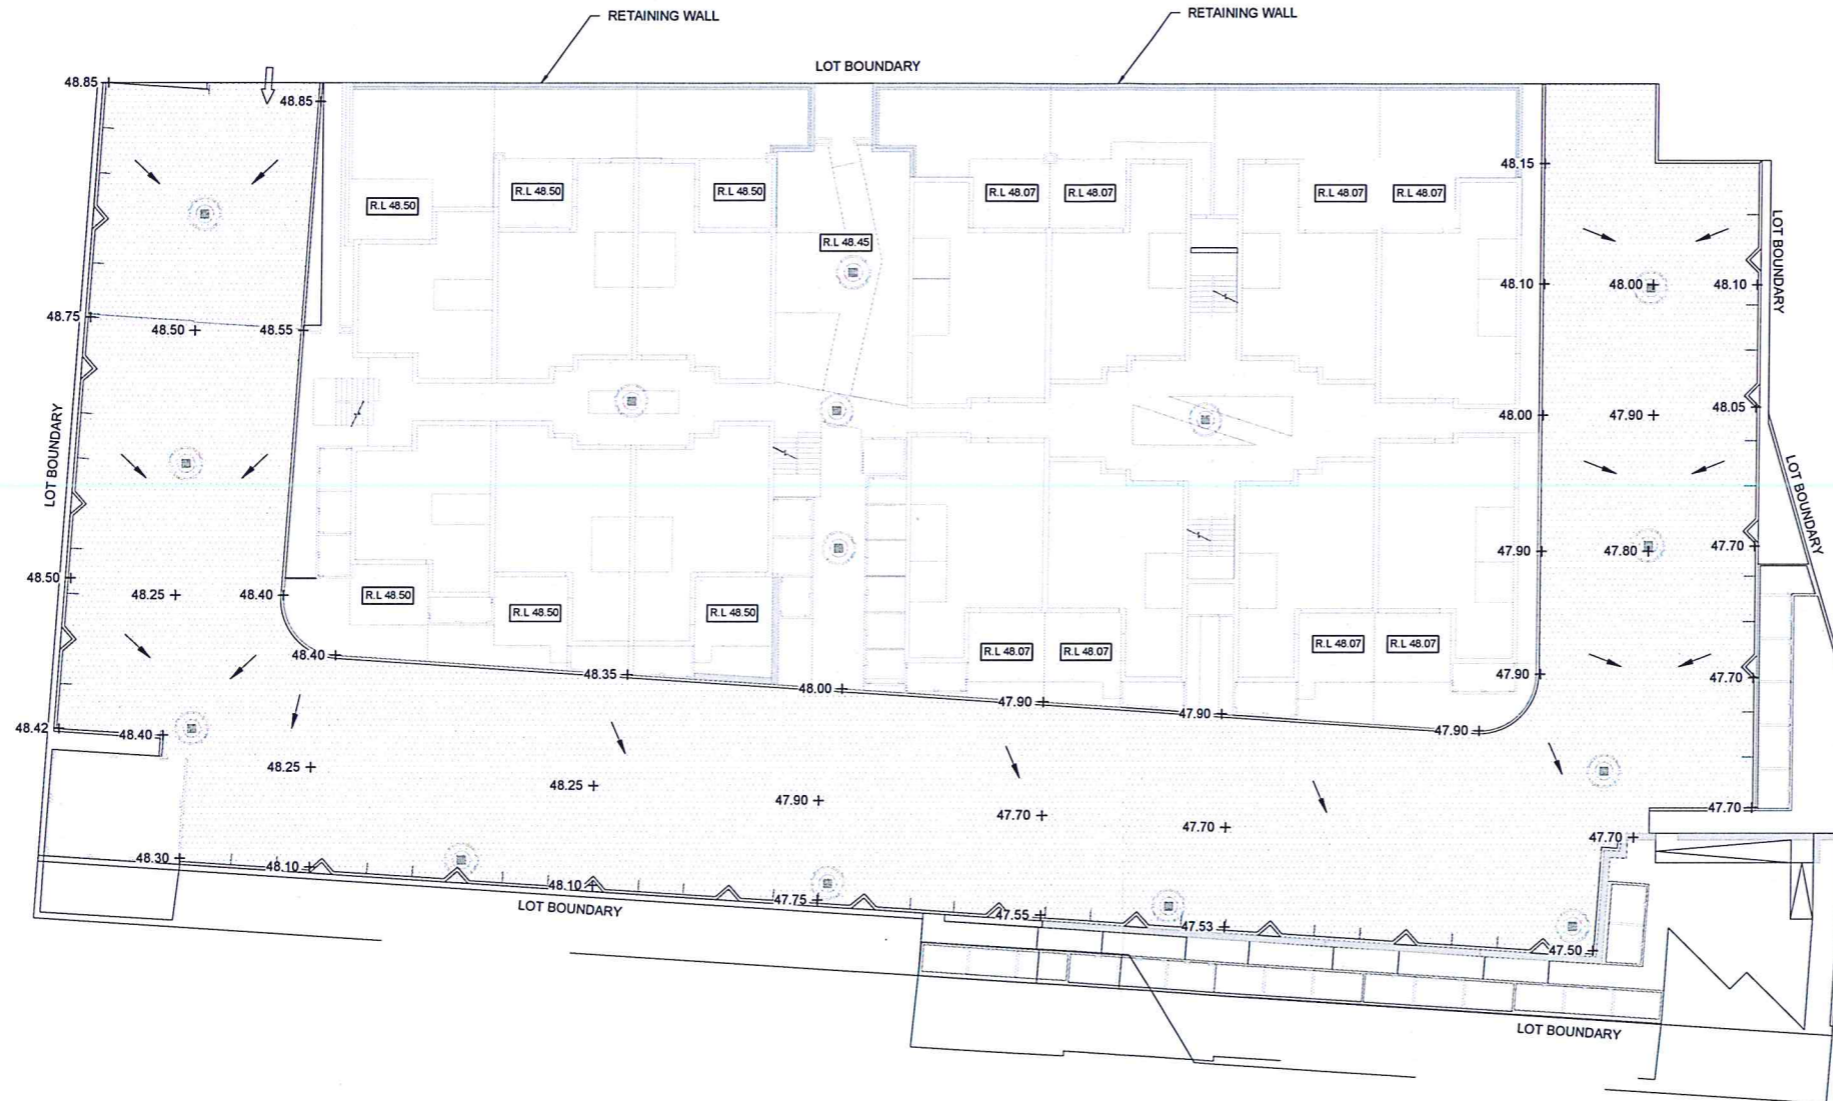 RETAINING WALL
RETAINING WALL
LOT BOUNDARY
48.85
48.85
48.15
R.L 48.50
R.L 48.50
R.L 48.50
R.L 48.07
R.L 48.07
R.L 48.07
R.L 48.07
R.L 48.45
LOT BOUNDARY
48.10
48.00
48.10
48.75
48.50
48.55
48.00
47.90
48.05
LOT BOUNDARY
LOT BOUNDARY
47.90
47.80
47.70
48.50
48.25
48.40
R.L 48.50
R.L 48.50
R.L 48.50
R.L 48.07
R.L 48.07
R.L 48.07
R.L 48.07
48.40
48.35
48.00
47.90
47.90
47.90
47.90
47.70
48.42
48.40
48.25
48.25
47.90
47.70
47.70
47.70
47.70
48.30
48.10
48.10
47.75
47.55
47.53
47.50
LOT BOUNDARY
LOT BOUNDARY